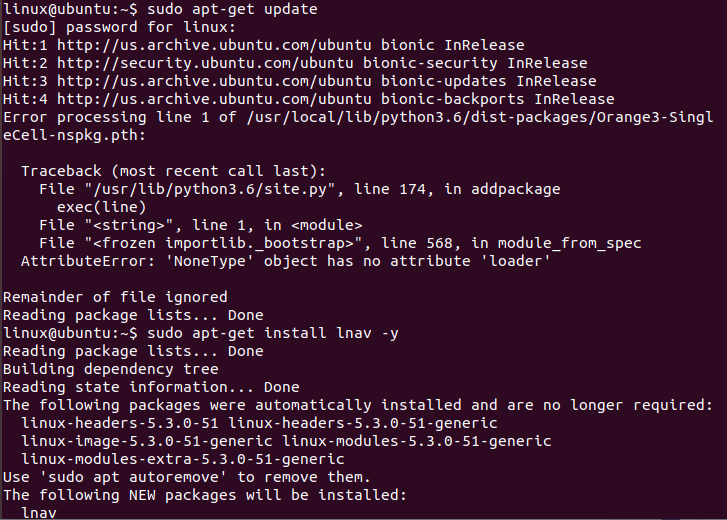 linux@ubuntu:~$ sudo apt-get update
[sudo] password for linux:
Hit:1 http://us.archive.ubuntu.com/ubuntu bionic InRelease
Hit:2 http://security.ubuntu.com/ubuntu bionic-security InRelease
Hit:3 http://us.archive.ubuntu.com/ubuntu bionic-updates InRelease
Hit:4 http://us.archive.ubuntu.com/ubuntu bionic-backports InRelease
Error processing line 1 of /usr/local/lib/python3.6/dist-packages/Orange3-Singl
eCell-nspkg.pth:

  Traceback (most recent call last):
    File "/usr/lib/python3.6/site.py", line 174, in addpackage
      exec(line)
    File "<string>", line 1, in <module>
    File "<frozen importlib._bootstrap>", line 568, in module_from_spec
  AttributeError: 'NoneType' object has no attribute 'loader'

Remainder of file ignored
Reading package lists... Done
linux@ubuntu:~$ sudo apt-get install lnav -y
Reading package lists... Done
Building dependency tree
Reading state information... Done
The following packages were automatically installed and are no longer required:
  linux-headers-5.3.0-51 linux-headers-5.3.0-51-generic
  linux-image-5.3.0-51-generic linux-modules-5.3.0-51-generic
  linux-modules-extra-5.3.0-51-generic
Use 'sudo apt autoremove' to remove them.
The following NEW packages will be installed:
  lnav